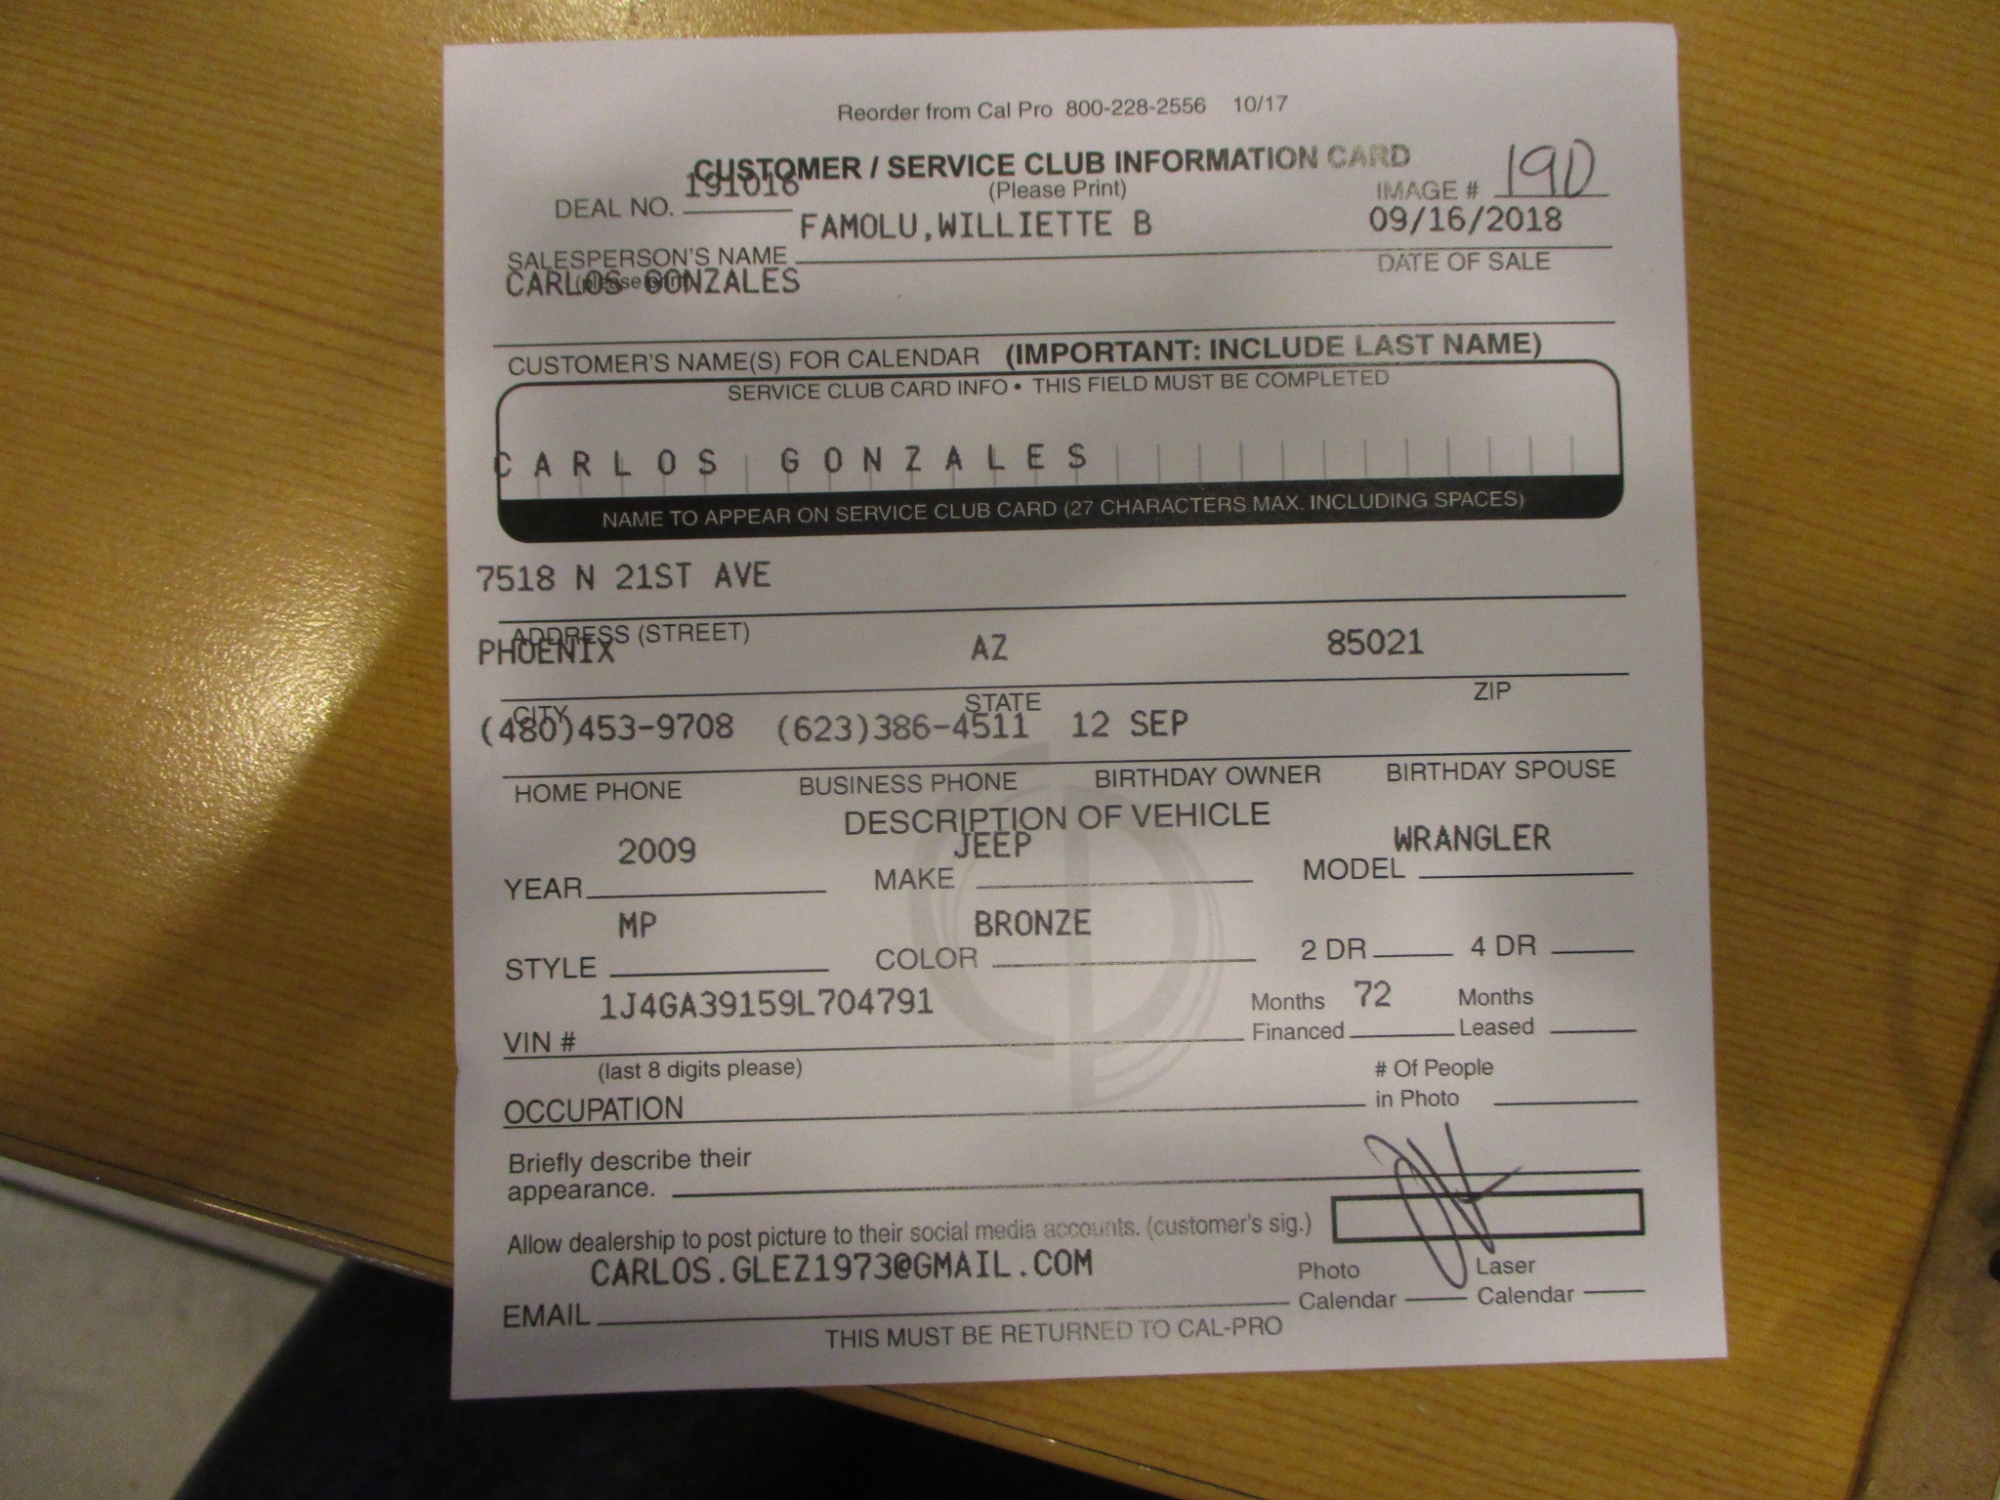 Reorder from Cal Pro 800-228-2556 10/17
CUSTOMER / SERVICE CLUB INFORMATION CARD
(Please Print)
DEAL NO. 191016
IMAGE # 190
FAMOLU,WILLIETTE B 09/16/2018
SALESPERSON'S NAME DATE OF SALE
(please print)
CARLOS GONZALES
CUSTOMER'S NAME(S) FOR CALENDAR (IMPORTANT: INCLUDE LAST NAME)
SERVICE CLUB CARD INFO • THIS FIELD MUST BE COMPLETED
CARLOS GONZALES
NAME TO APPEAR ON SERVICE CLUB CARD (27 CHARACTERS MAX. INCLUDING SPACES)
7518 N 21ST AVE
ADDRESS (STREET)
PHOENIX AZ 85021
CITY STATE ZIP
(480)453-9708 (623)386-4511 12 SEP
HOME PHONE BUSINESS PHONE BIRTHDAY OWNER BIRTHDAY SPOUSE
DESCRIPTION OF VEHICLE
2009 JEEP WRANGLER
YEAR MAKE MODEL
MP BRONZE
STYLE COLOR 2 DR 4 DR
1J4GA39159L704791 Months 72 Months
VIN # Financed Leased
(last 8 digits please) # Of People
OCCUPATION in Photo
Briefly describe their
appearance.
Allow dealership to post picture to their social media accounts. (customer's sig.)
CARLOS.GLEZ1973@GMAIL.COM Photo Laser
EMAIL Calendar Calendar
THIS MUST BE RETURNED TO CAL-PRO